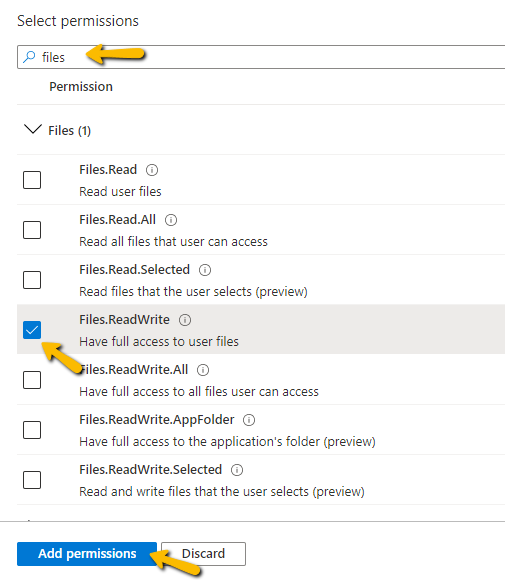 Select permissions
files
Permission
Files (1)
Files.Read
Read user files
Files.Read.All
Read all files that user can access
Files.Read.Selected
Read files that the user selects (preview)
Files.ReadWrite
Have full access to user files
Files.ReadWrite.All
Have full access to all files user can access
Files.ReadWrite.AppFolder
Have full access to the application's folder (preview)
Files.ReadWrite.Selected
Read and write files that the user selects (preview)
Add permissions
Discard